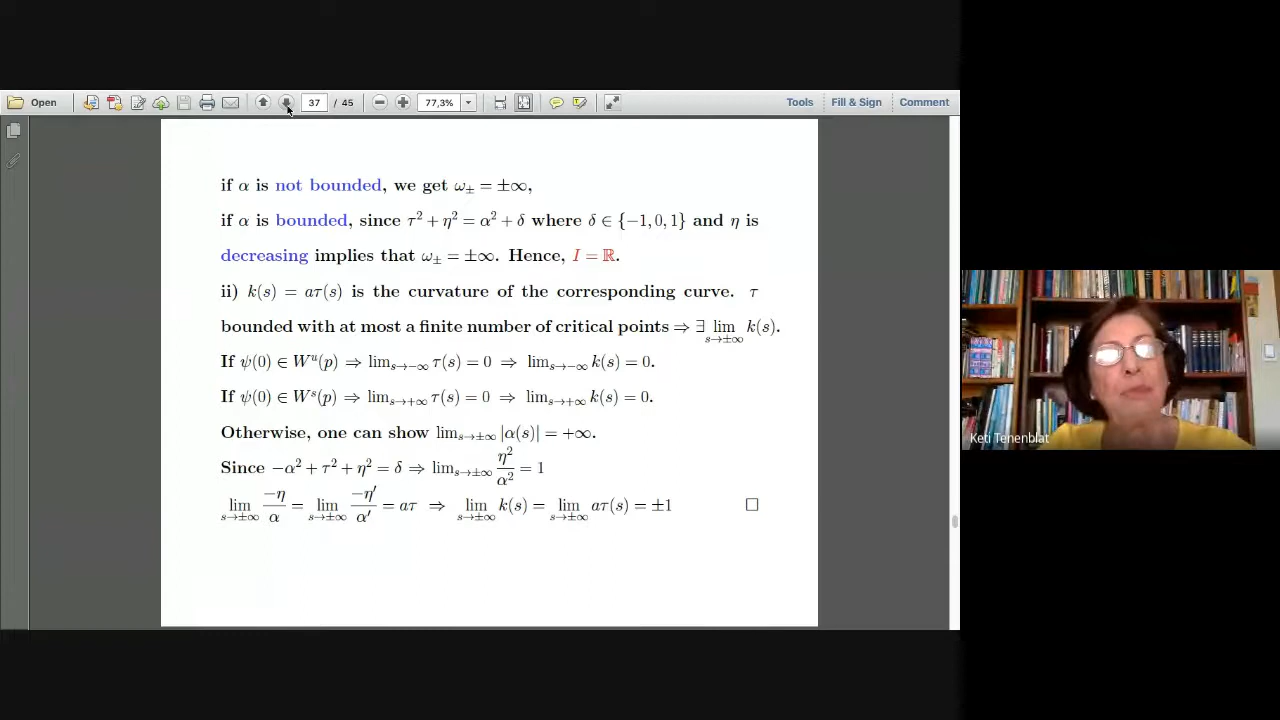 Open 37 / 45 77,3% Tools Fill & Sign Comment
if α is not bounded, we get ω± = ±∞,
if α is bounded, since τ² + η² = α² + δ where δ ∈ {−1, 0, 1} and η is
decreasing implies that ω± = ±∞. Hence, I = ℝ.
ii) k(s) = aτ(s) is the curvature of the corresponding curve. τ
bounded with at most a finite number of critical points ⇒ ∃ lim_{s→±∞} k(s).
If ψ(0) ∈ Wᵘ(p) ⇒ lim_{s→−∞} τ(s) = 0 ⇒ lim_{s→−∞} k(s) = 0.
If ψ(0) ∈ Wˢ(p) ⇒ lim_{s→+∞} τ(s) = 0 ⇒ lim_{s→+∞} k(s) = 0.
Otherwise, one can show lim_{s→±∞} |α(s)| = +∞.
Since −α² + τ² + η² = δ ⇒ lim_{s→±∞} η²/α² = 1
lim_{s→±∞} −η/α = lim_{s→±∞} −η′/α′ = aτ ⇒ lim_{s→±∞} k(s) = lim_{s→±∞} aτ(s) = ±1 □
Keti Tenenblat